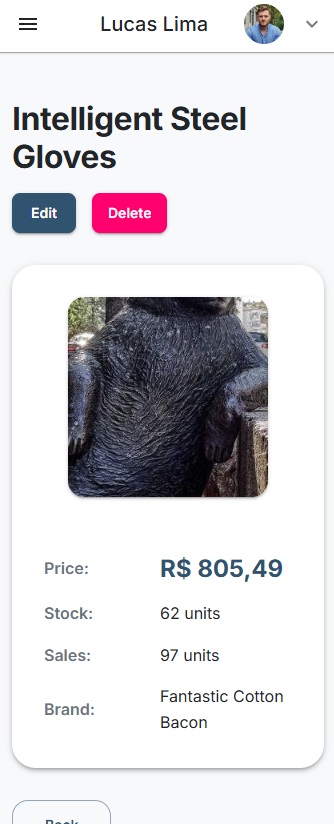 Lucas Lima
Intelligent Steel
Gloves
Edit Delete
Price: R$ 805,49
Stock: 62 units
Sales: 97 units
Brand: Fantastic Cotton
Bacon
Back